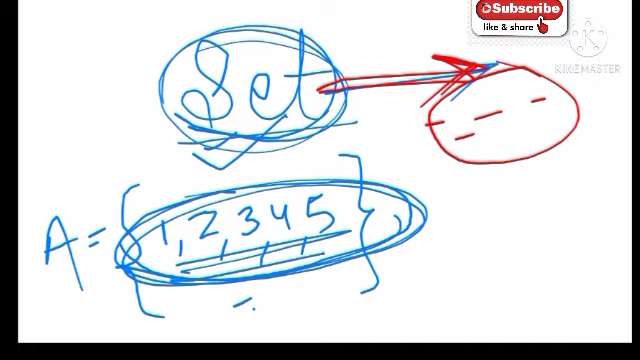 Subscribe
like & share
KINEMASTER
Set
A = { 1, 2, 3, 4, 5 }